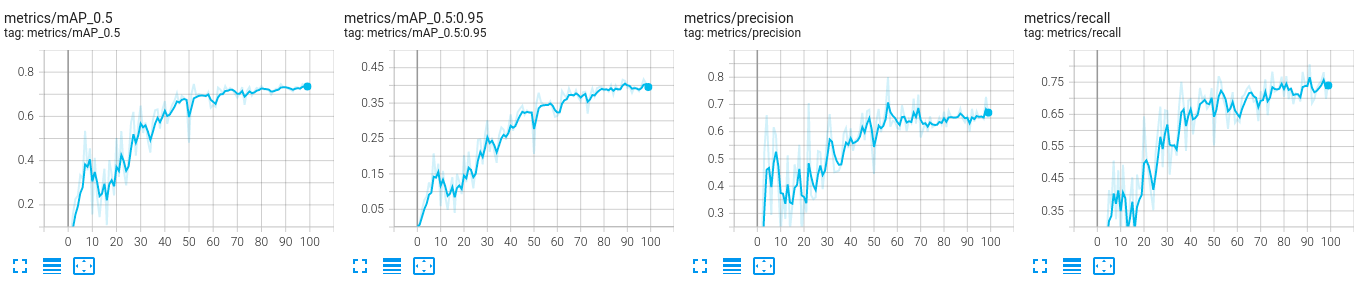 metrics/mAP_0.5
tag: metrics/mAP_0.5
0.8
0.6
0.4
0.2
0 10 20 30 40 50 60 70 80 90 100
metrics/mAP_0.5:0.95
tag: metrics/mAP_0.5:0.95
0.45
0.35
0.25
0.15
0.05
0 10 20 30 40 50 60 70 80 90 100
metrics/precision
tag: metrics/precision
0.8
0.7
0.6
0.5
0.4
0.3
0 10 20 30 40 50 60 70 80 90 100
metrics/recall
tag: metrics/recall
0.75
0.65
0.55
0.45
0.35
0 10 20 30 40 50 60 70 80 90 100